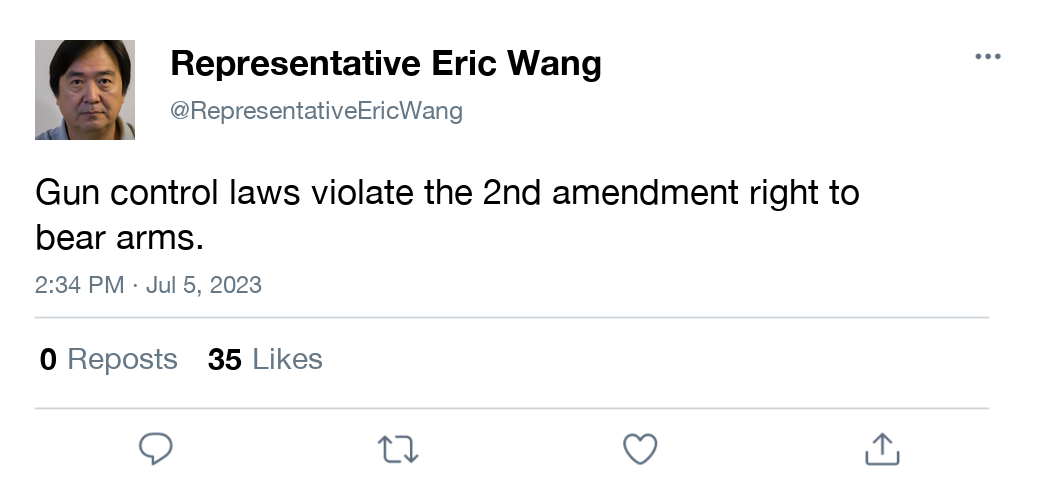 Representative Eric Wang
@RepresentativeEricWang
Gun control laws violate the 2nd amendment right to
bear arms.
2:34 PM · Jul 5, 2023
0 Reposts 35 Likes